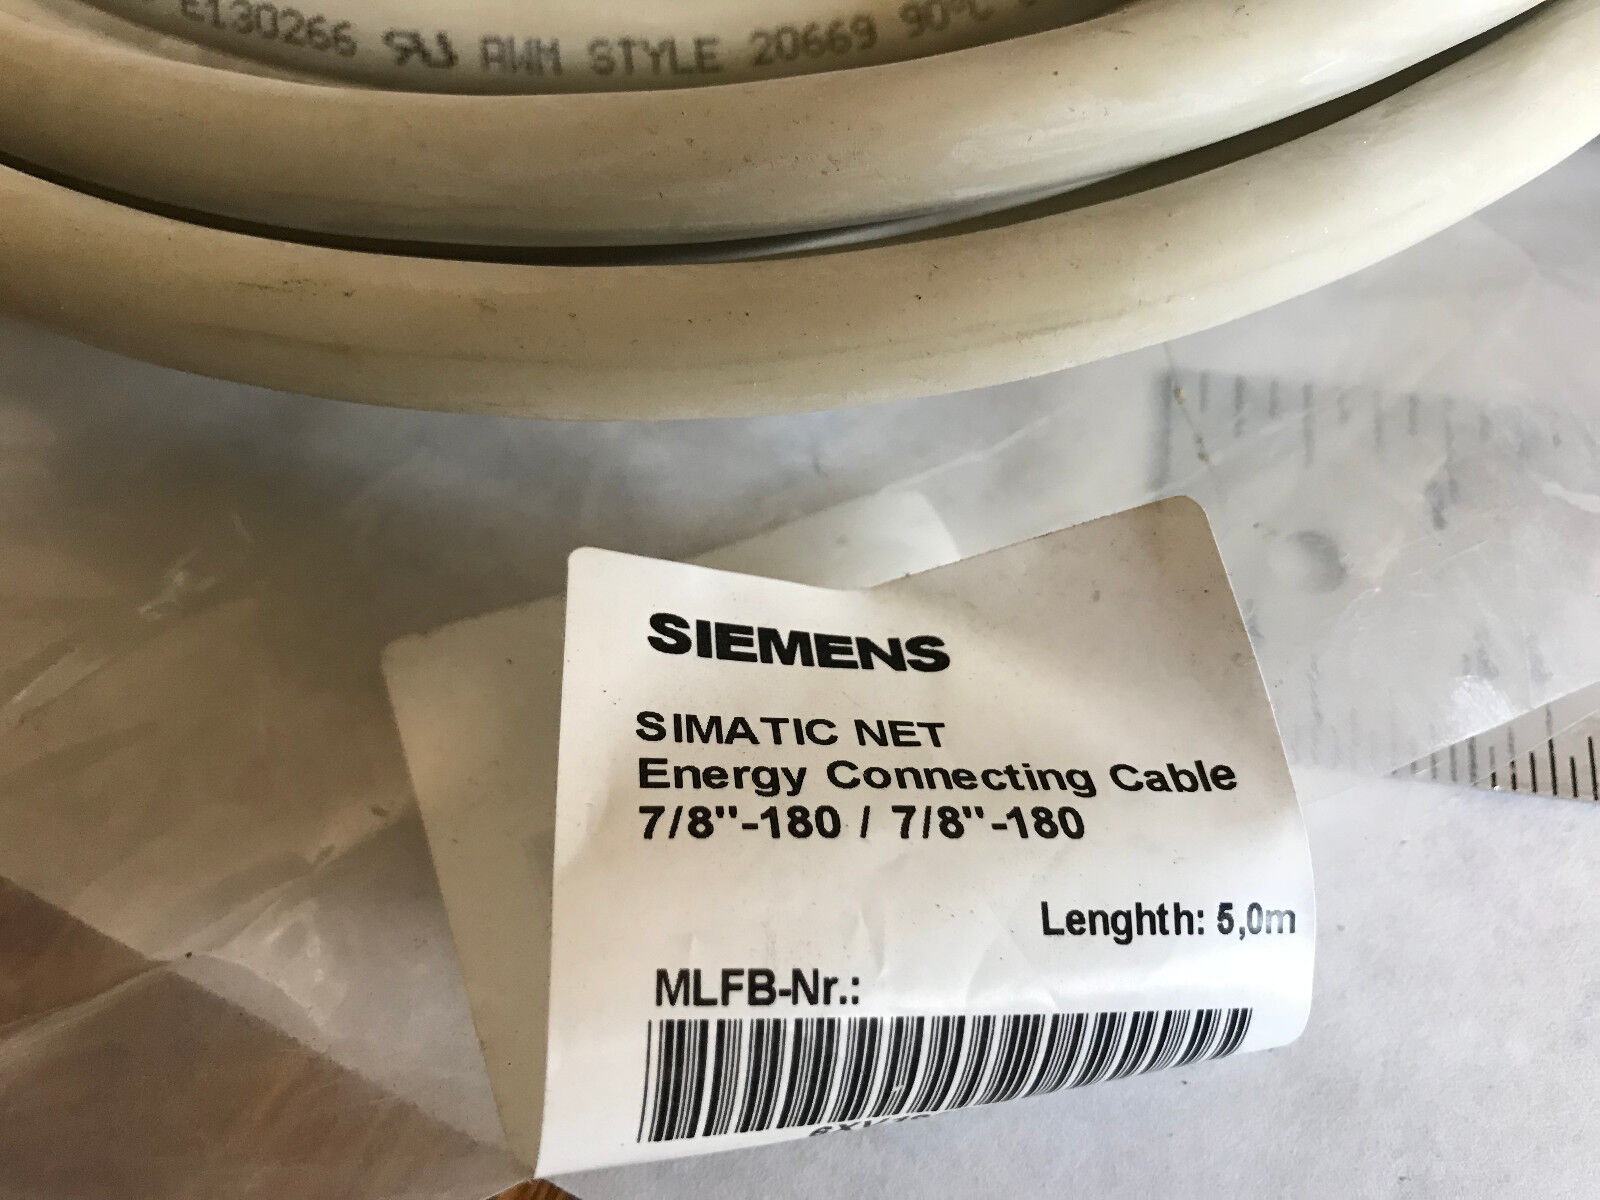 E130266 AWM STYLE 20669 90°C
SIEMENS
SIMATIC NET
Energy Connecting Cable
7/8"-180 / 7/8"-180
Lenghth: 5,0m
MLFB-Nr.: